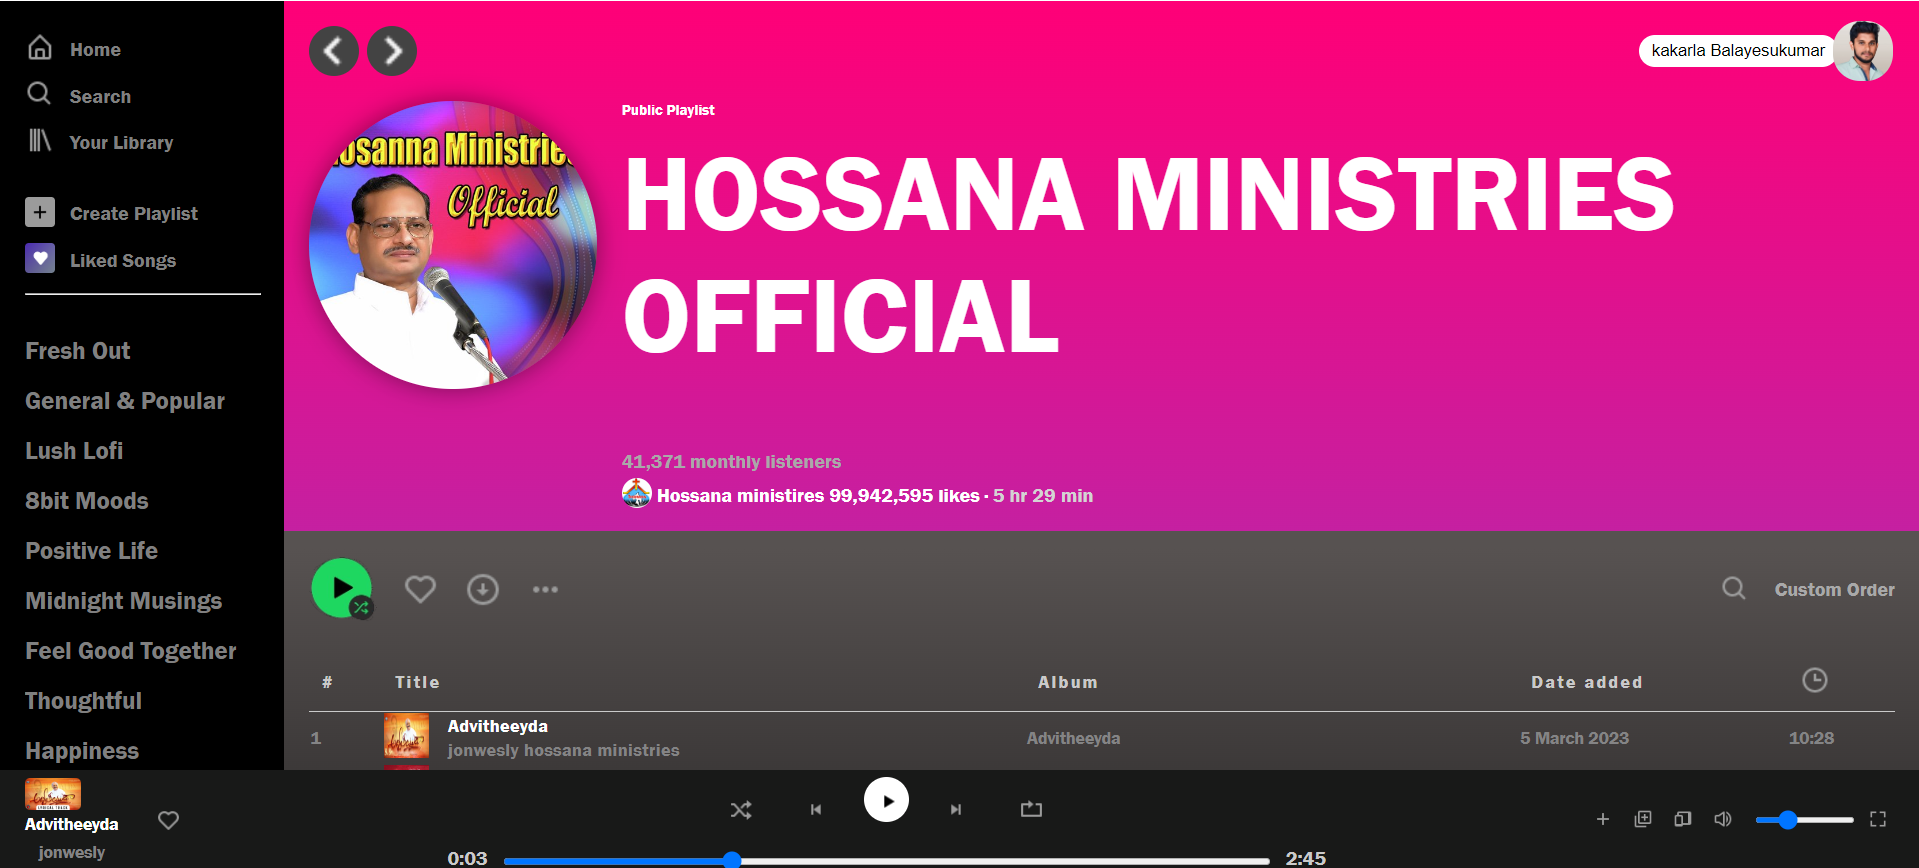 Home
Search
Your Library
Create Playlist
Liked Songs
Fresh Out
General & Popular
Lush Lofi
8bit Moods
Positive Life
Midnight Musings
Feel Good Together
Thoughtful
Happiness
kakarla Balayesukumar
Hosanna Ministries
Official
Public Playlist
HOSSANA MINISTRIES
OFFICIAL
41,371 monthly listeners
Hossana ministires 99,942,595 likes · 5 hr 29 min
Custom Order
# Title Album Date added
1 Advitheeyda Advitheeyda 5 March 2023 10:28
jonwesly hossana ministries
Advitheeyda
jonwesly
0:03 2:45